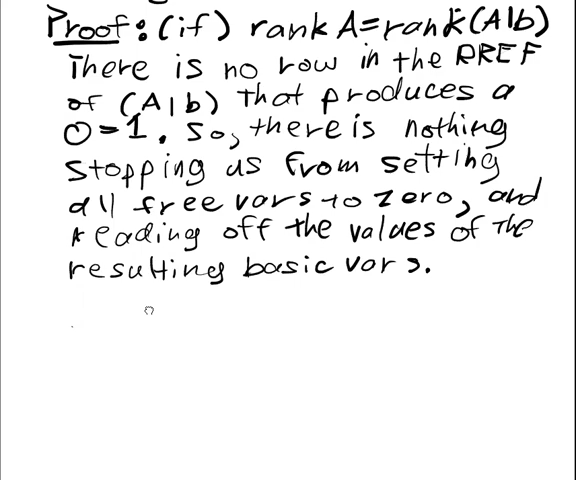 Proof: (if) rank A=rank(A|b)
There is no row in the RREF
of (A|b) that produces a
0=1. So, there is nothing
stopping us from setting
all free vars to zero, and
reading off the values of the
resulting basic vars.